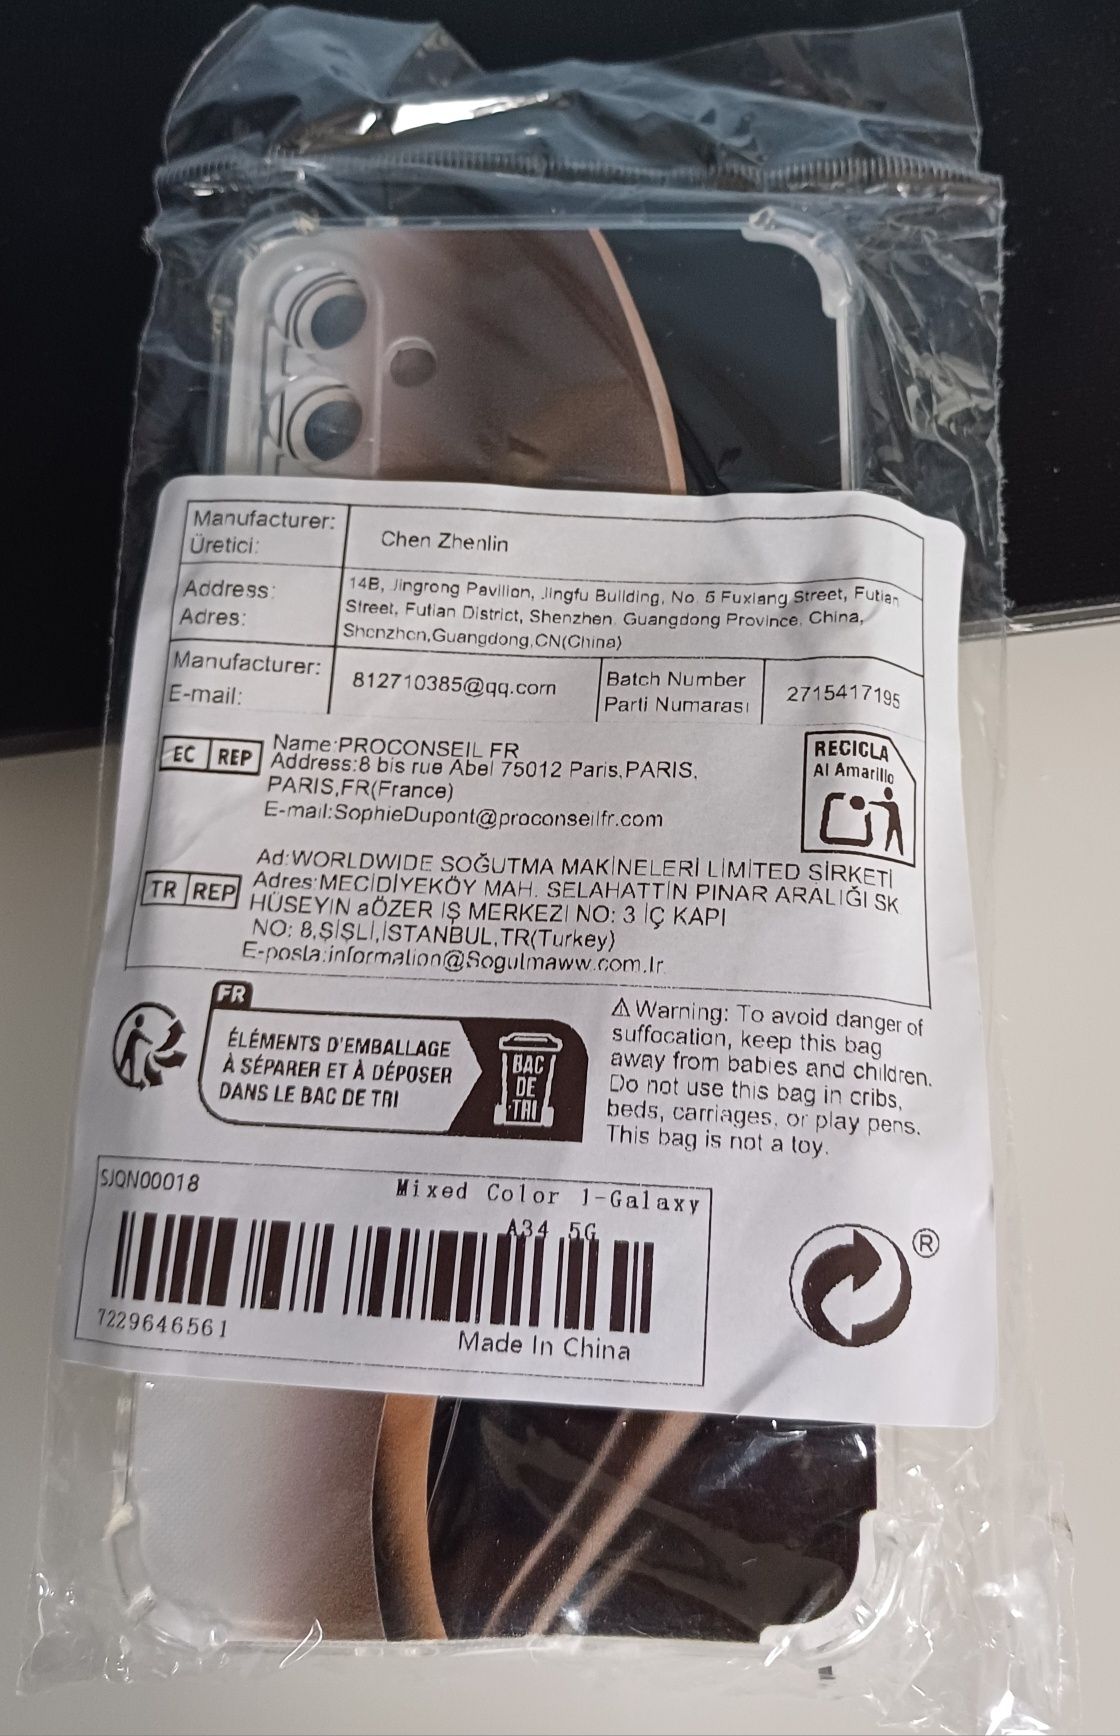 Manufacturer:
Üretici:
Chen Zhenlin
Address:
Adres:
14B, Jingrong Pavilion, Jingfu Building, No. 5 Fuxiang Street, Futian
Street, Futian District, Shenzhen. Guangdong Province, China,
Shenzhen,Guangdong,CN(China)
Manufacturer:
E-mail:
812710385@qq.com
Batch Number
Parti Numarası
2715417195
EC REP
Name:PROCONSEIL FR
Address:8 bis rue Abel 75012 Paris,PARIS,
PARIS,FR(France)
E-mail:SophieDupont@proconseilfr.com
RECICLA
Al Amarillo
TR REP
Ad:WORLDWIDE SOĞUTMA MAKİNELERİ LİMİTED ŞİRKETİ
Adres:MECİDİYEKÖY MAH. SELAHATTİN PINAR ARALIĞI SK
HÜSEYIN aÖZER IŞ MERKEZI NO: 3 İÇ KAPI
NO: 8,ŞİŞLİ,İSTANBUL,TR(Turkey)
E-posta:information@Sogutmaww.com.tr
FR
ÉLÉMENTS D'EMBALLAGE
À SÉPARER ET À DÉPOSER
DANS LE BAC DE TRI
BAC
DE
TRI
⚠ Warning: To avoid danger of
suffocation, keep this bag
away from babies and children.
Do not use this bag in cribs,
beds, carriages, or play pens.
This bag is not a toy.
SJQN00018
Mixed Color 1-Galaxy
A34 5G
7229646561
Made In China
®